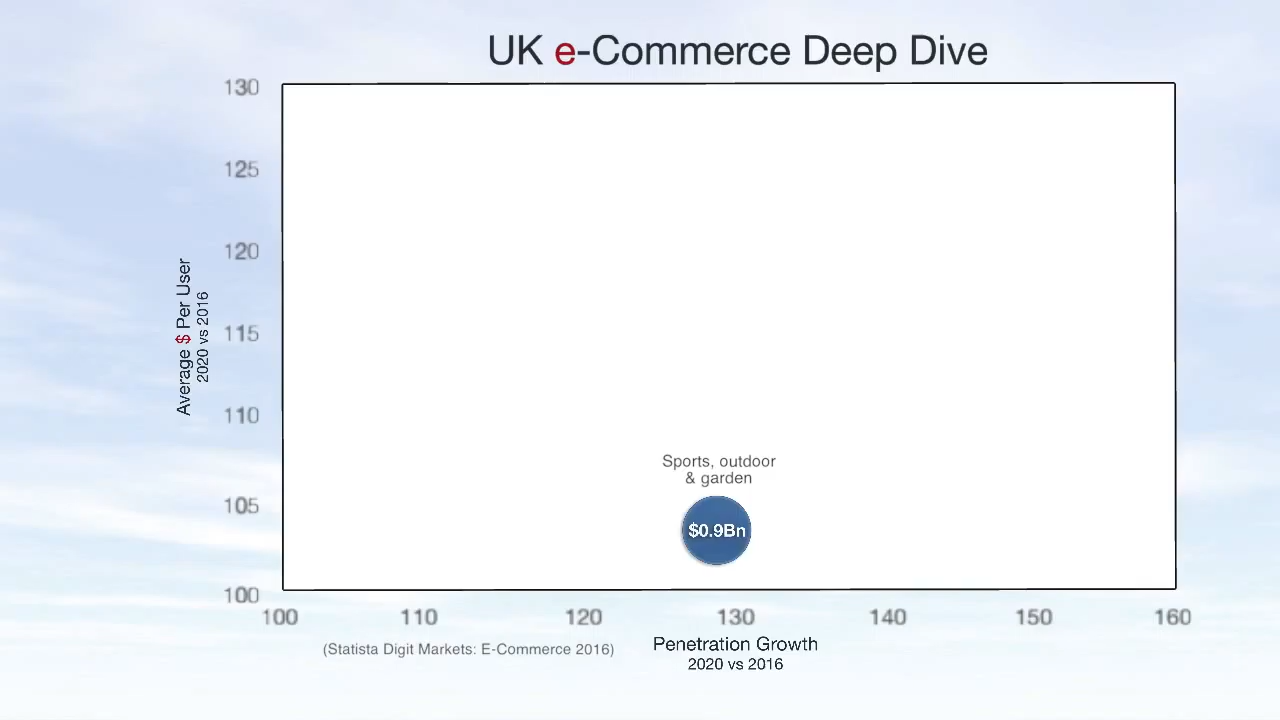 UK e-Commerce Deep Dive
130
125
120
115
110
105
100
Average $ Per User
2020 vs 2016
Sports, outdoor
& garden
$0.9Bn
100 110 120 130 140 150 160
(Statista Digit Markets: E-Commerce 2016)
Penetration Growth
2020 vs 2016